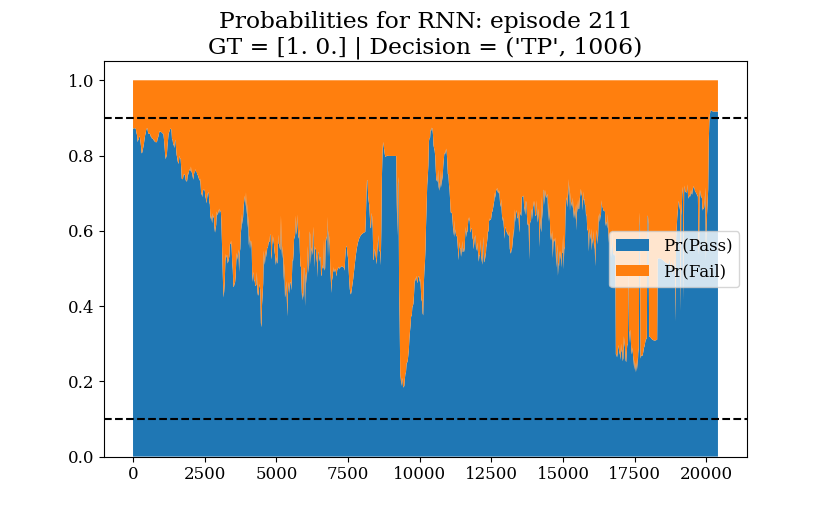 Probabilities for RNN: episode 211
GT = [1. 0.] | Decision = ('TP', 1006)
1.0
0.8
0.6
0.4
0.2
0.0
Pr(Pass)
Pr(Fail)
0 2500 5000 7500 10000 12500 15000 17500 20000